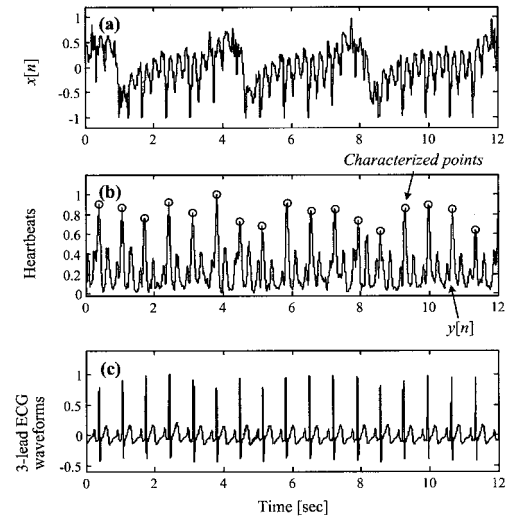 (a)
x[n]
1
0.5
0
-0.5
-1
0 2 4 6 8 10 12
Characterized points
(b)
Heartbeats
1
0.8
0.6
0.4
0.2
0
0 2 4 6 8 10 12
y[n]
(c)
3-lead ECG
waveforms
1
0.5
0
-0.5
0 2 4 6 8 10 12
Time [sec]